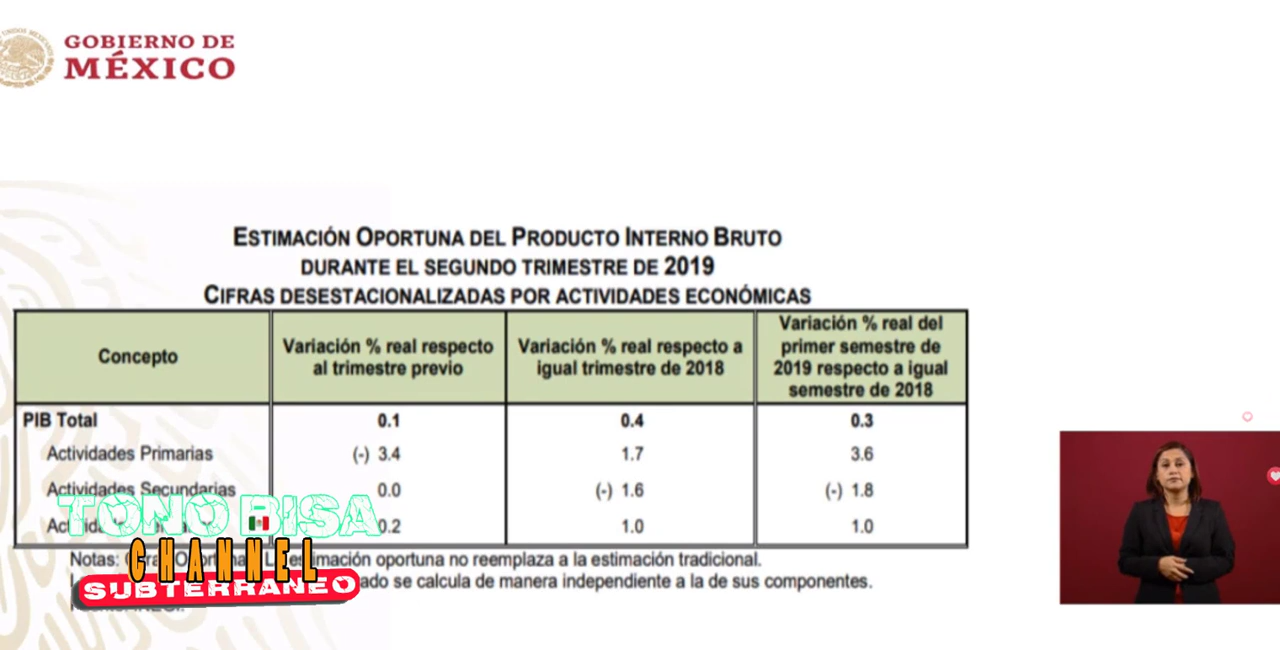 GOBIERNO DE
MÉXICO
ESTIMACIÓN OPORTUNA DEL PRODUCTO INTERNO BRUTO
DURANTE EL SEGUNDO TRIMESTRE DE 2019
CIFRAS DESESTACIONALIZADAS POR ACTIVIDADES ECONÓMICAS
Concepto
Variación % real respecto
al trimestre previo
Variación % real respecto a
igual trimestre de 2018
Variación % real del
primer semestre de
2019 respecto a igual
semestre de 2018
PIB Total 0.1 0.4 0.3
Actividades Primarias (-) 3.4 1.7 3.6
Actividades Secundarias 0.0 (-) 1.6 (-) 1.8
0.2 1.0 1.0
TONO BISA
CHANNEL
SUBTERRANEO
Notas: estimación oportuna no reemplaza a la estimación tradicional.
se calcula de manera independiente a la de sus componentes.